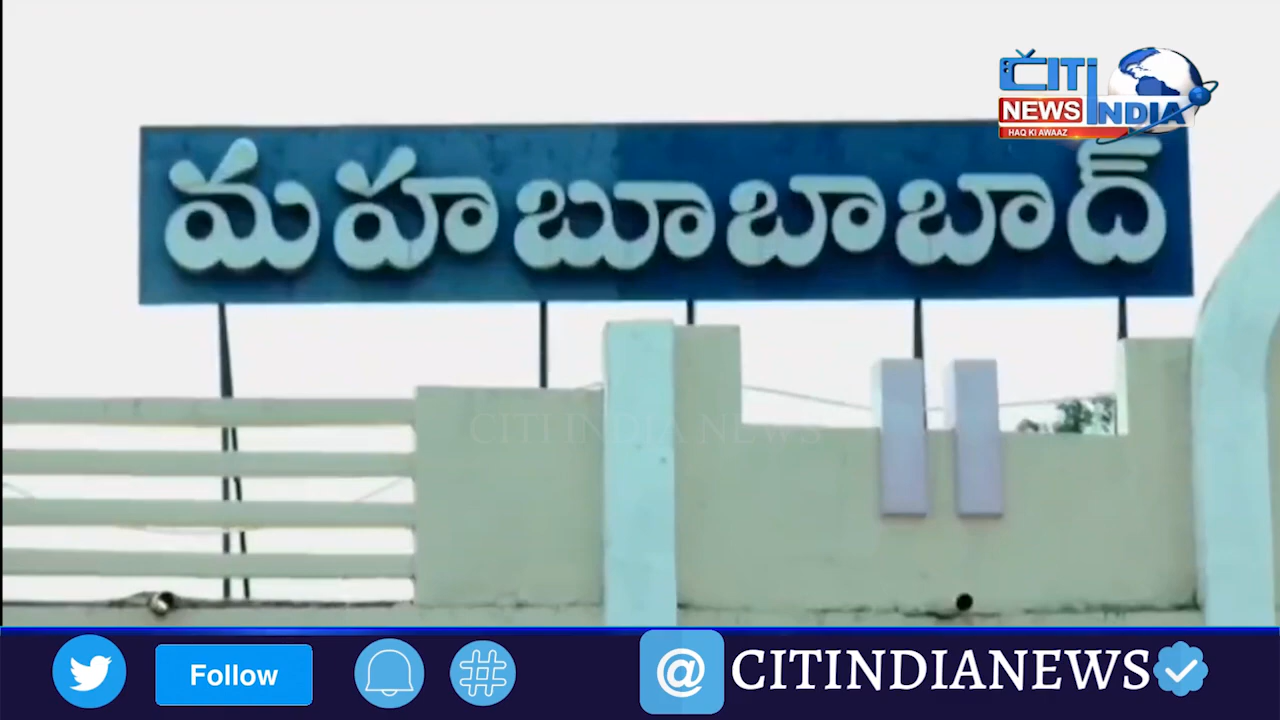 CITI
NEWS INDIA
HAQ KI AWAAZ
మహబూబాబాద్
CITI INDIA NEWS
Follow
@ CITINDIANEWS